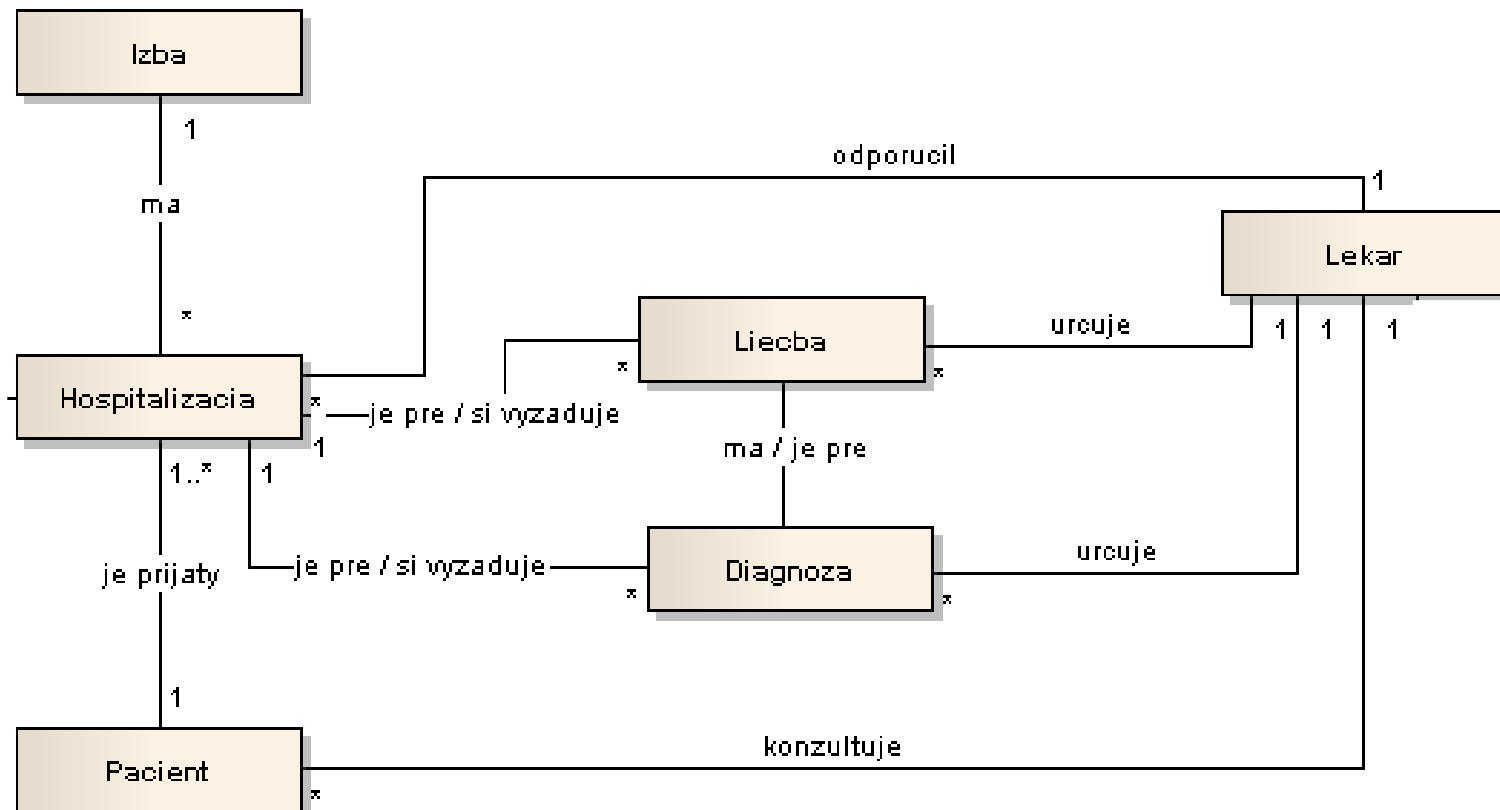 Izba
1
ma
*
odporucil
1
Lekar
Liecba
urcuje
1
1
1
*
*
Hospitalizacia
*
je pre / si vyzaduje
1
1..*
1
ma / je pre
je prijaty
je pre / si vyzaduje
*
Diagnoza
urcuje
*
1
Pacient
konzultuje
*